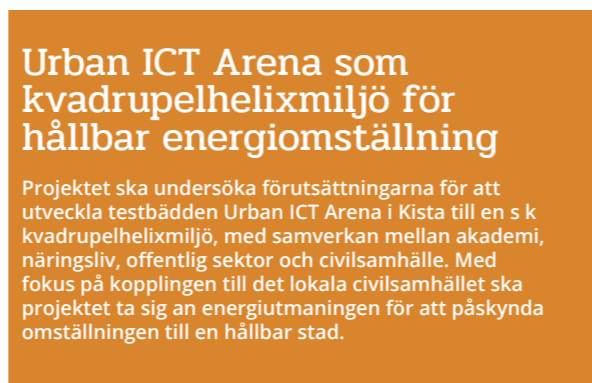 Urban ICT Arena som
kvadrupelhelixmiljö för
hållbar energiomställning
Projektet ska undersöka förutsättningarna för att
utveckla testbädden Urban ICT Arena i Kista till en s k
kvadrupelhelixmiljö, med samverkan mellan akademi,
näringsliv, offentlig sektor och civilsamhälle. Med
fokus på kopplingen till det lokala civilsamhället ska
projektet ta sig an energiutmaningen för att påskynda
omställningen till en hållbar stad.